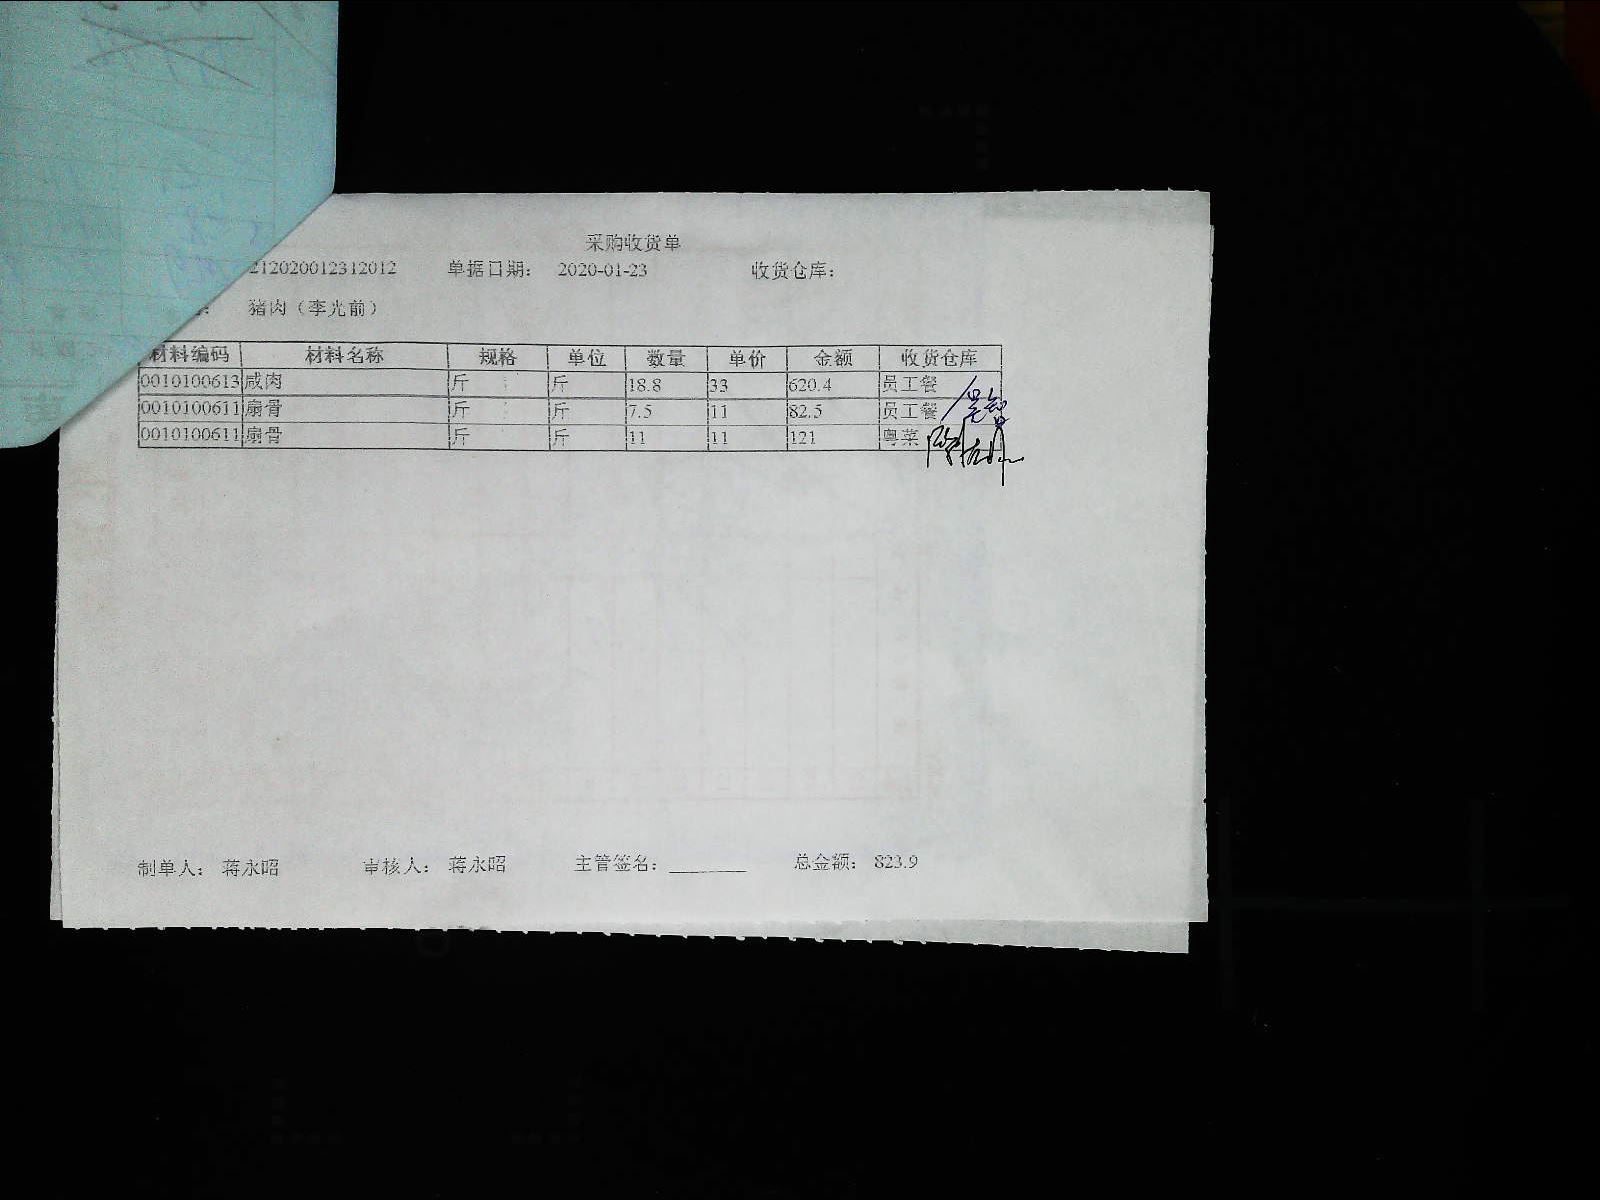 采购收货单
212020012312012 单据日期： 2020-01-23 收货仓库：
： 猪肉（李光前）
材料编码 材料名称 规格 单位 数量 单价 金额 收货仓库
0010100613 咸肉 斤 斤 18.8 33 620.4 员工餐
0010100611 扇骨 斤 斤 7.5 11 82.5 员工餐
0010100611 扇骨 斤 斤 11 11 121 粤菜
制单人： 蒋永昭 审核人： 蒋永昭 主管签名：________ 总金额： 823.9